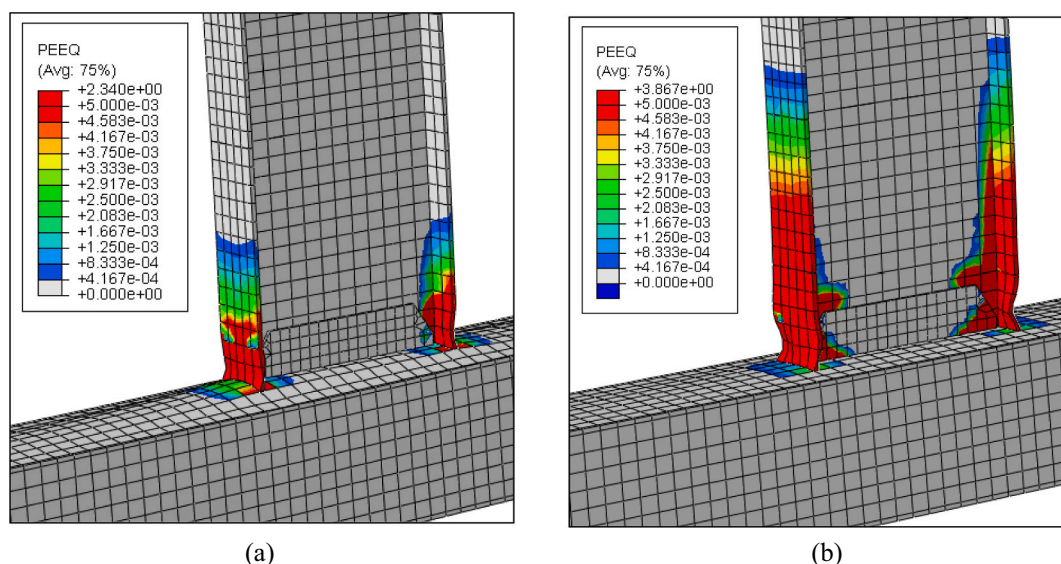 PEEQ
(Avg: 75%)
+2.340e+00
+5.000e-03
+4.583e-03
+4.167e-03
+3.750e-03
+3.333e-03
+2.917e-03
+2.500e-03
+2.083e-03
+1.667e-03
+1.250e-03
+8.333e-04
+4.167e-04
+0.000e+00
(a)
PEEQ
(Avg: 75%)
+3.867e+00
+5.000e-03
+4.583e-03
+4.167e-03
+3.750e-03
+3.333e-03
+2.917e-03
+2.500e-03
+2.083e-03
+1.667e-03
+1.250e-03
+8.333e-04
+4.167e-04
+0.000e+00
(b)